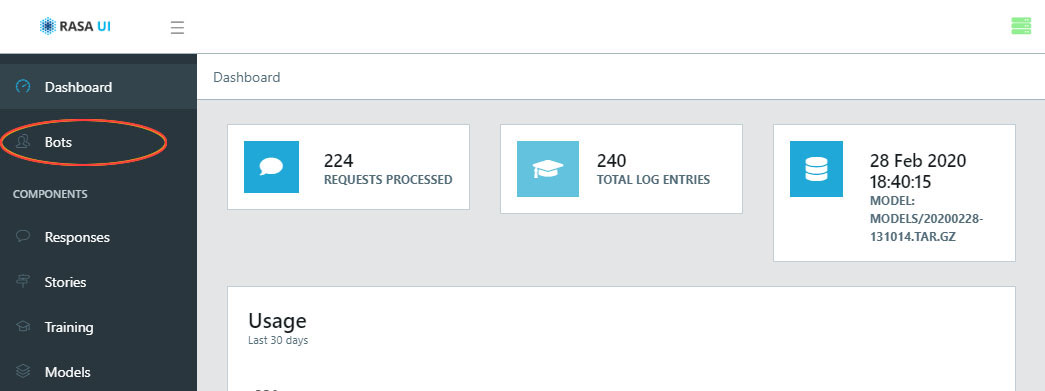 RASA UI
Dashboard
Bots
COMPONENTS
Responses
Stories
Training
Models
Dashboard
224
REQUESTS PROCESSED
240
TOTAL LOG ENTRIES
28 Feb 2020
18:40:15
MODEL:
MODELS/20200228-
131014.TAR.GZ
Usage
Last 30 days